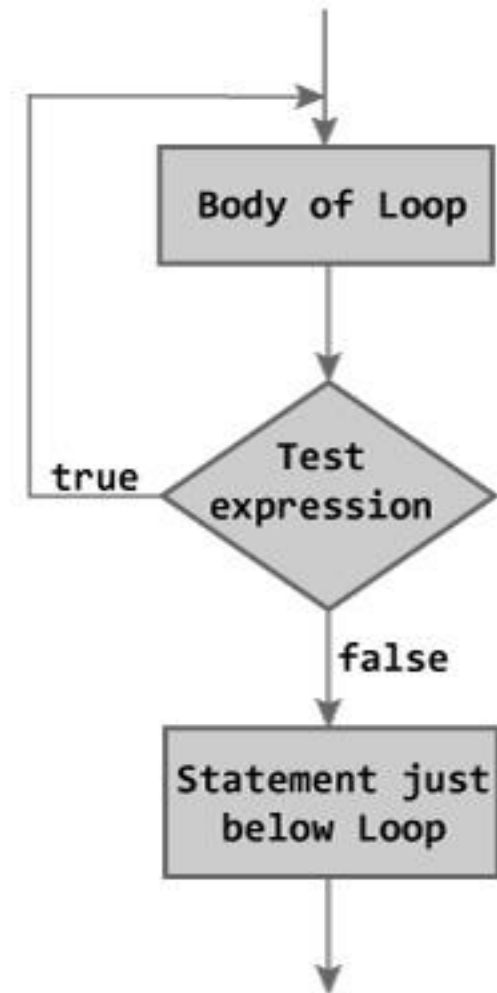 Body of Loop
Test
expression
true
false
Statement just
below Loop